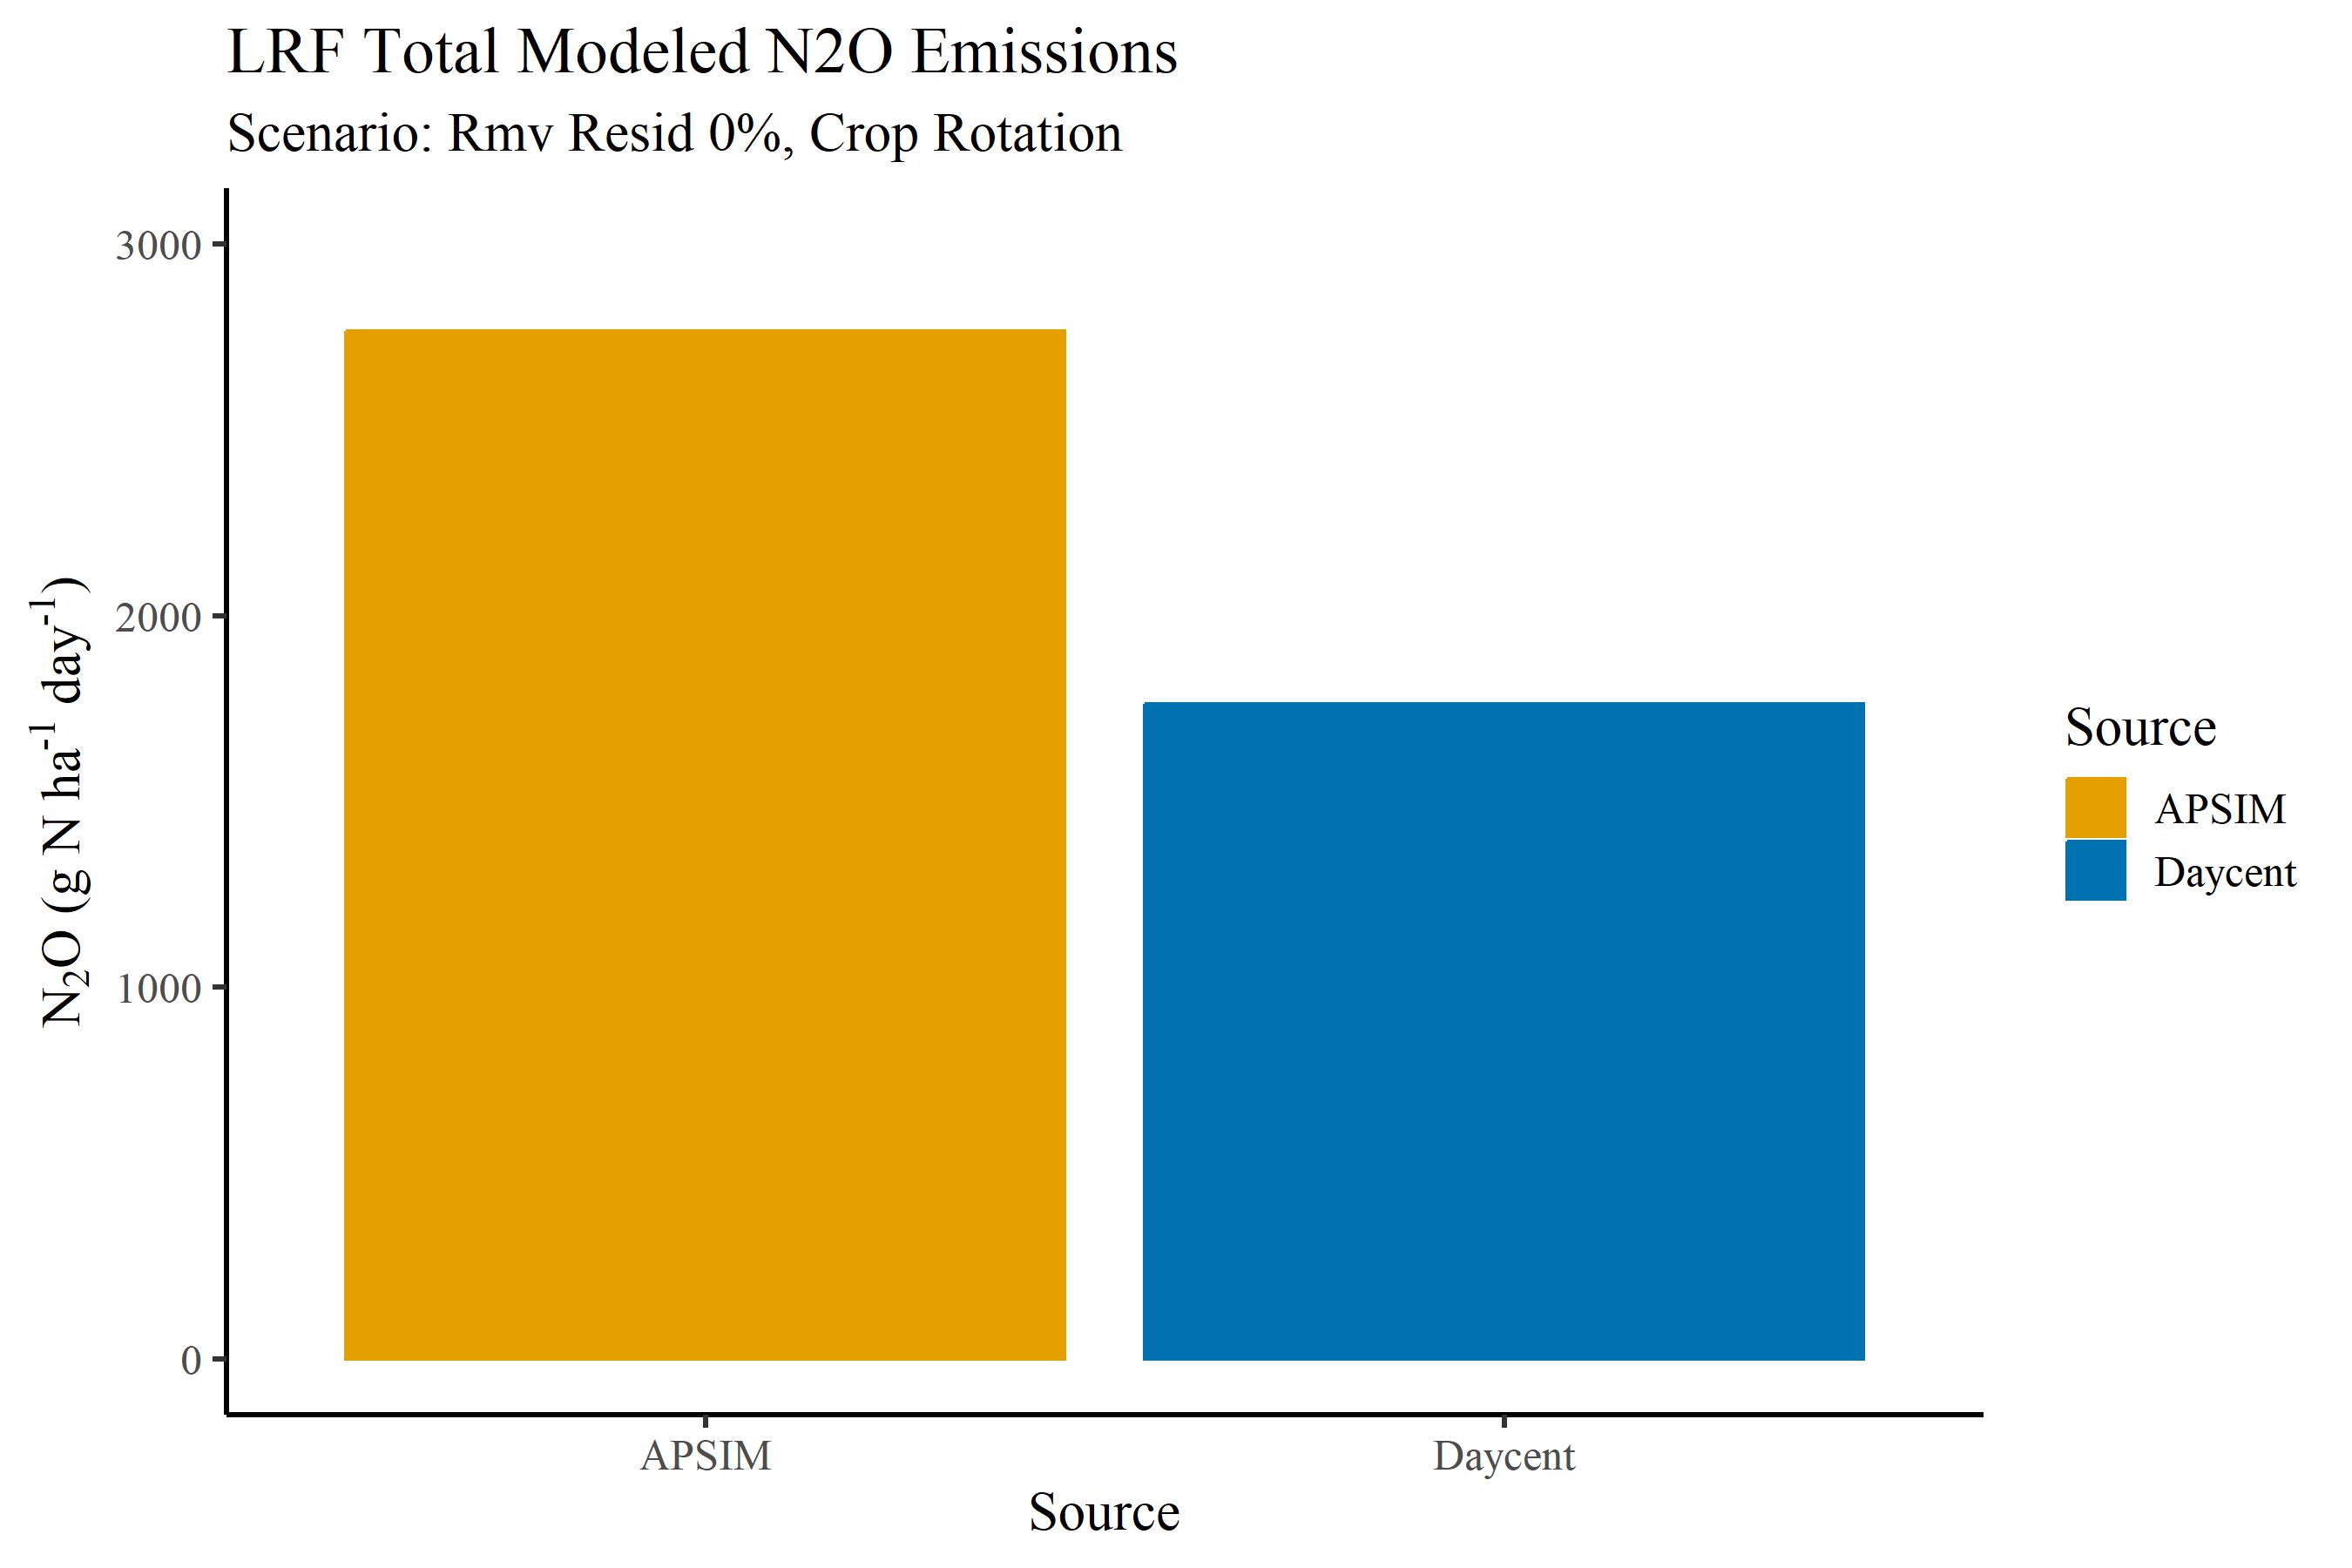 LRF Total Modeled N2O Emissions
Scenario: Rmv Resid 0%, Crop Rotation
N₂O (g N ha⁻¹ day⁻¹)
3000
2000
1000
0
APSIM
Daycent
Source
Source
APSIM
Daycent